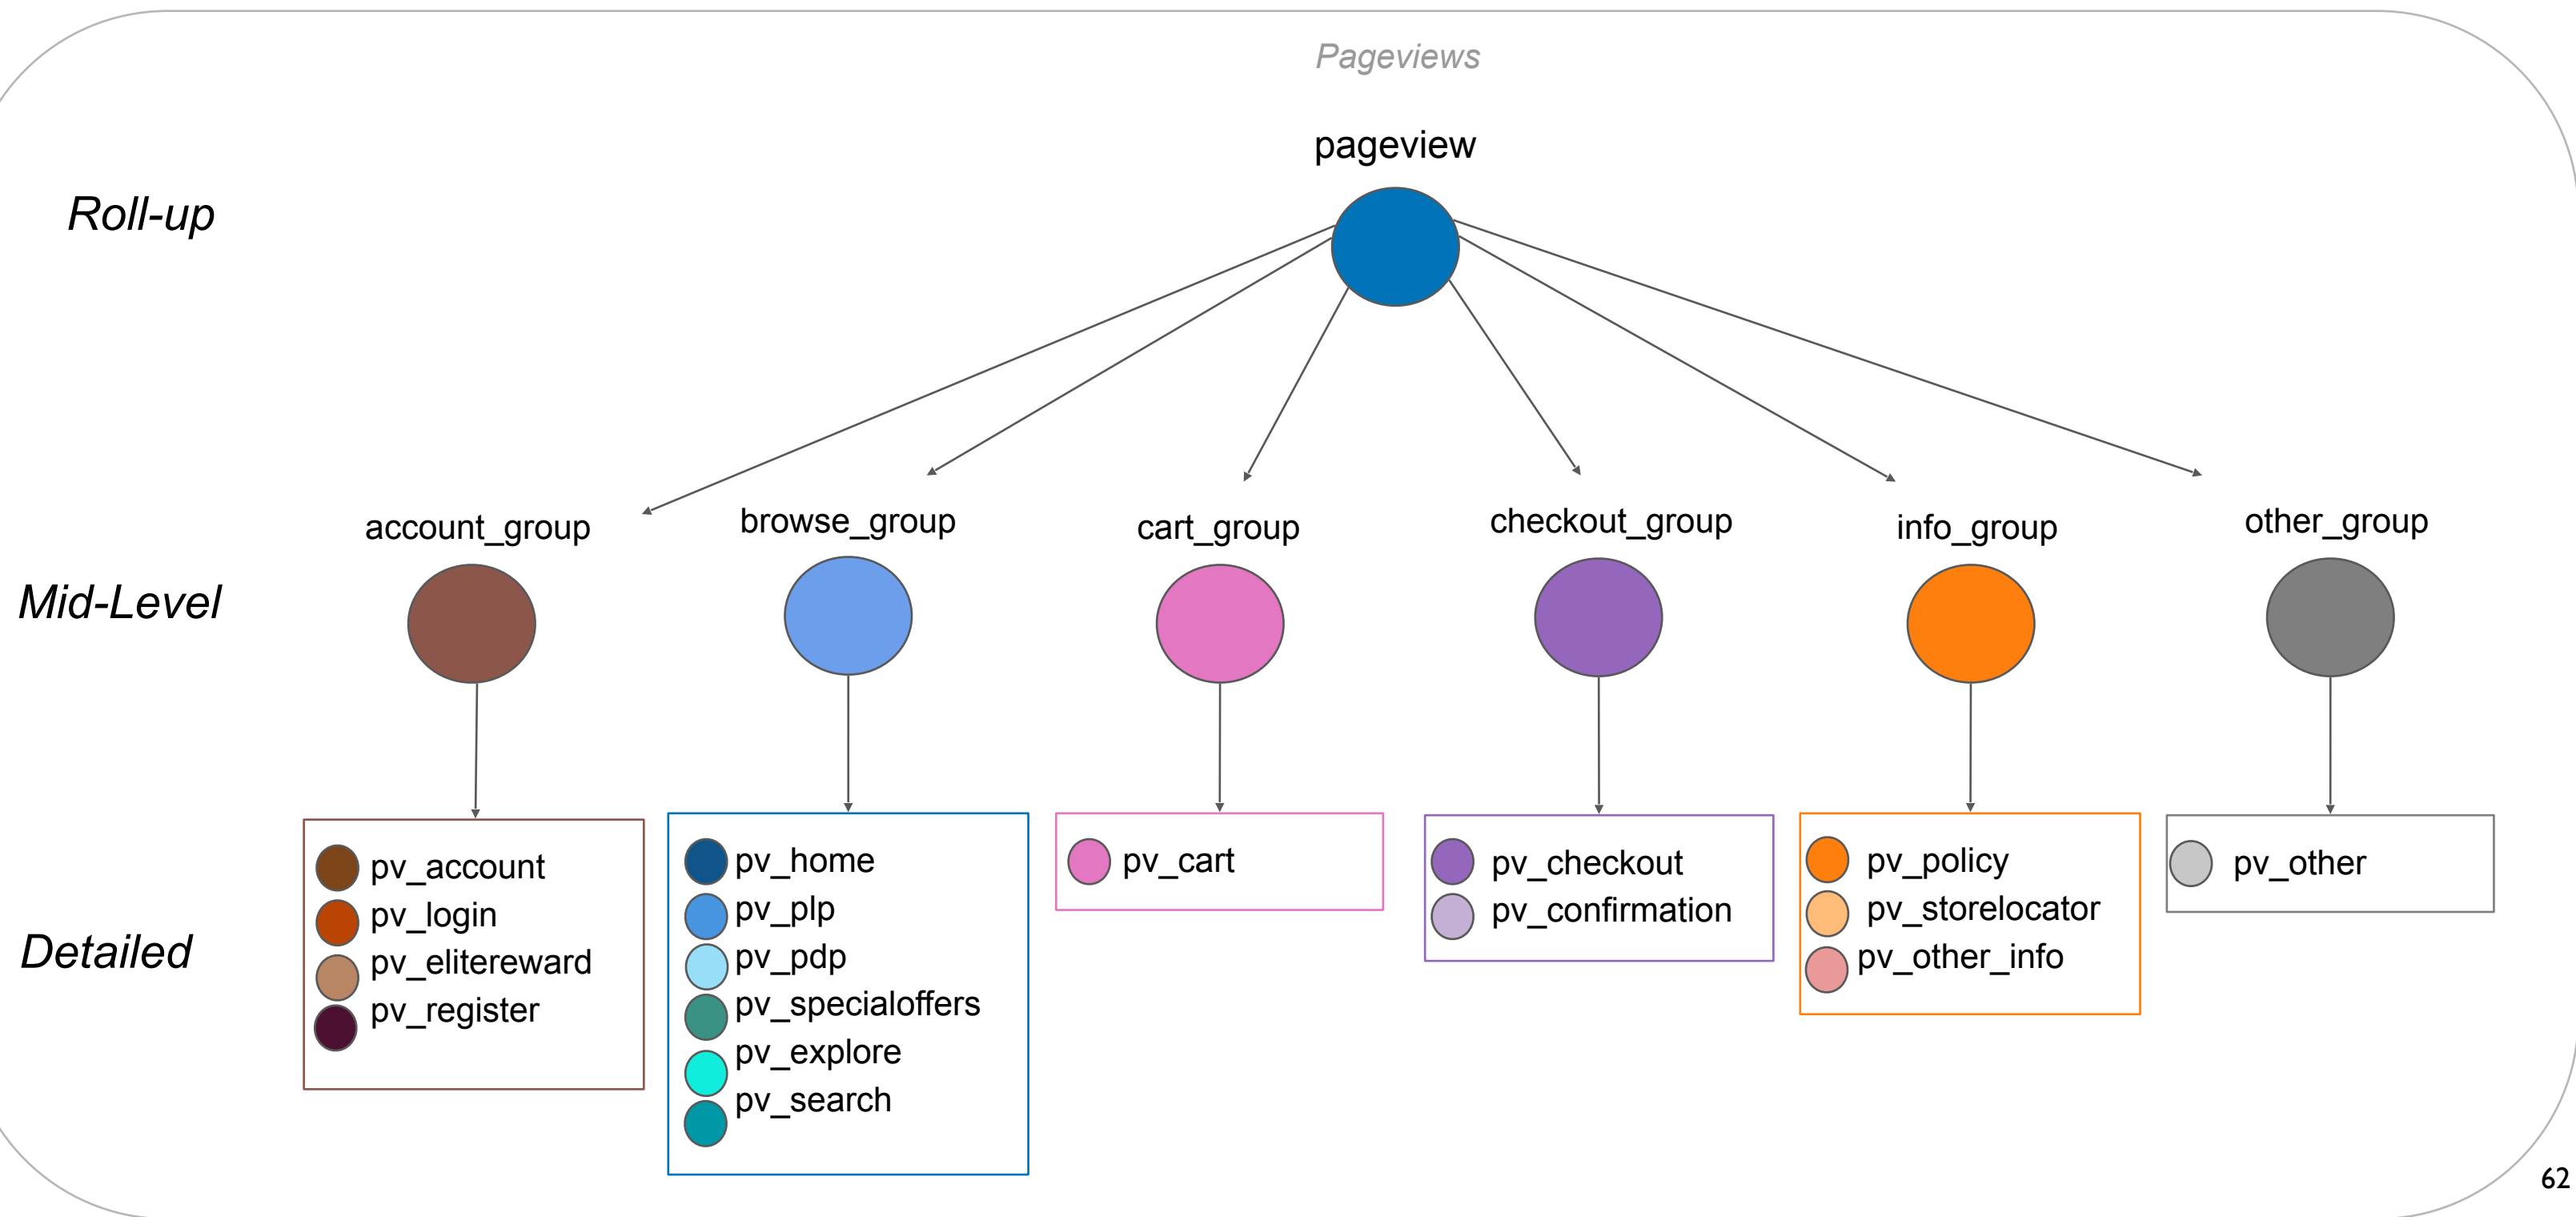 Pageviews
pageview
Roll-up
account_group
browse_group
cart_group
checkout_group
info_group
other_group
Mid-Level
pv_account
pv_login
pv_elitereward
pv_register
pv_home
pv_plp
pv_pdp
pv_specialoffers
pv_explore
pv_search
pv_cart
pv_checkout
pv_confirmation
pv_policy
pv_storelocator
pv_other_info
pv_other
Detailed
62